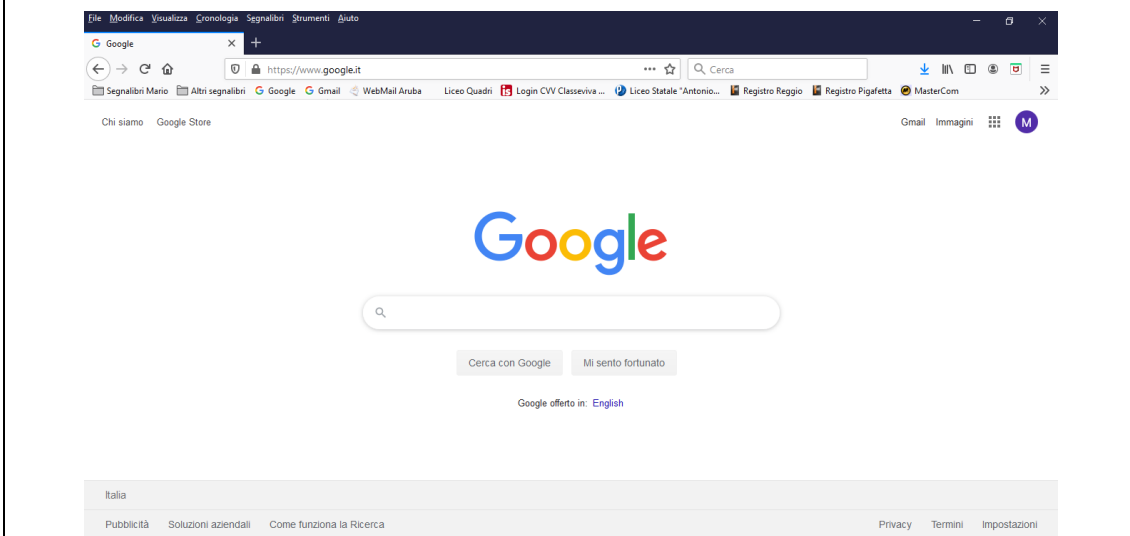 File Modifica Visualizza Cronologia Segnalibri Strumenti Aiuto
G Google
https://www.google.it Cerca
Segnalibri Mario Altri segnalibri G Google G Gmail WebMail Aruba Liceo Quadri is Login CVV Classeviva ... Liceo Statale "Antonio... Registro Reggio Registro Pigafetta MasterCom
Chi siamo Google Store Gmail Immagini M
Google
Cerca con Google Mi sento fortunato
Google offerto in: English
Italia
Pubblicità Soluzioni aziendali Come funziona la Ricerca Privacy Termini Impostazioni